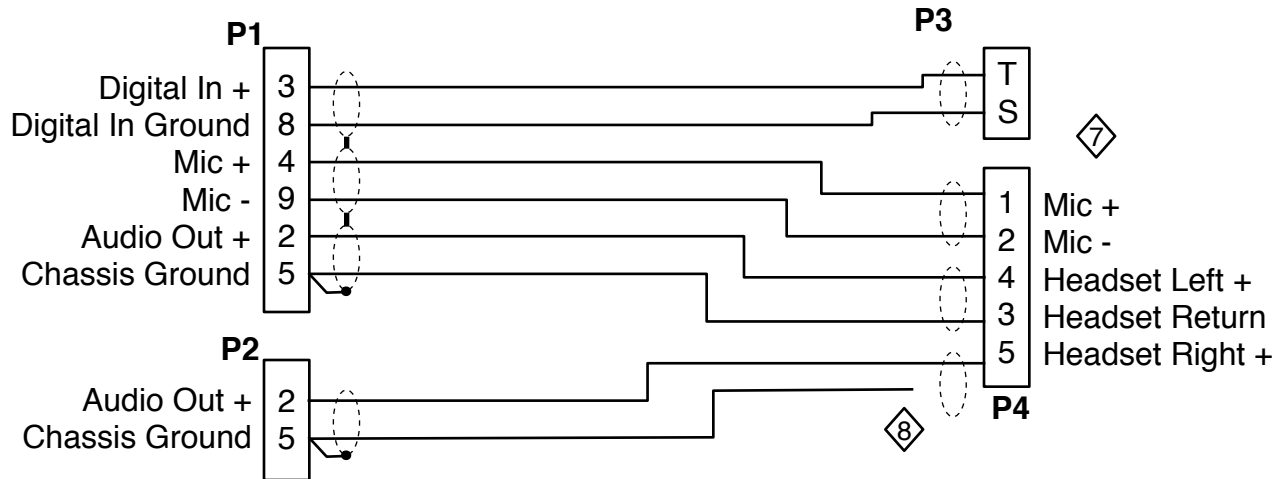 P1
P3
Digital In + 3 T
Digital In Ground 8 S
7
Mic + 4
Mic - 9 1 Mic +
Audio Out + 2 2 Mic -
Chassis Ground 5 4 Headset Left +
3 Headset Return
P2 5 Headset Right +
Audio Out + 2 P4
Chassis Ground 5 8